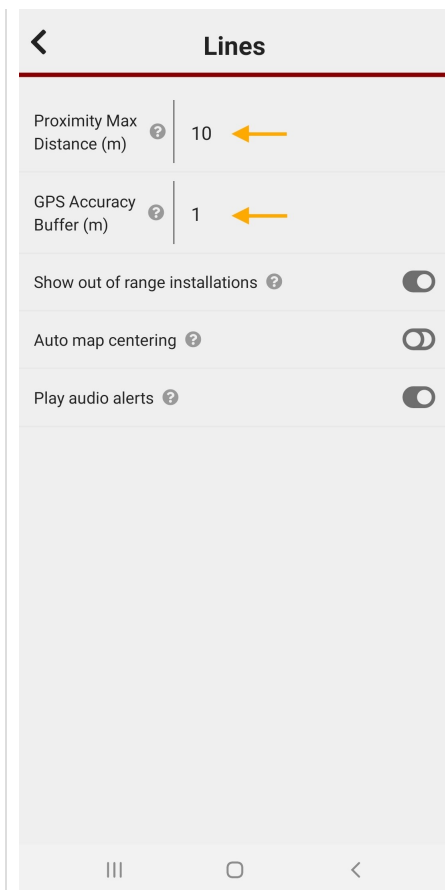 Lines
Proximity Max
Distance (m)
10
GPS Accuracy
Buffer (m)
1
Show out of range installations
Auto map centering
Play audio alerts